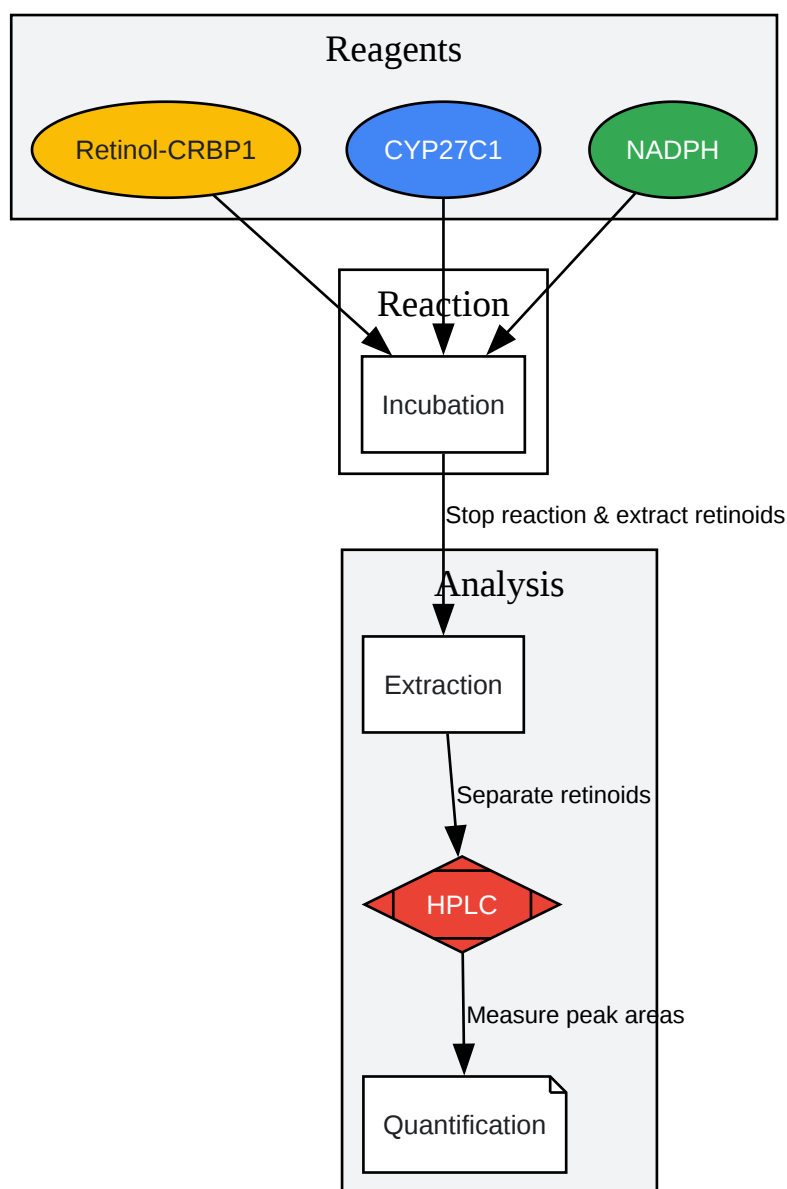 Reagents
Retinol-CRBP1
CYP27C1
NADPH
Reaction
Incubation
Stop reaction & extract retinoids
Analysis
Extraction
Separate retinoids
HPLC
Measure peak areas
Quantification